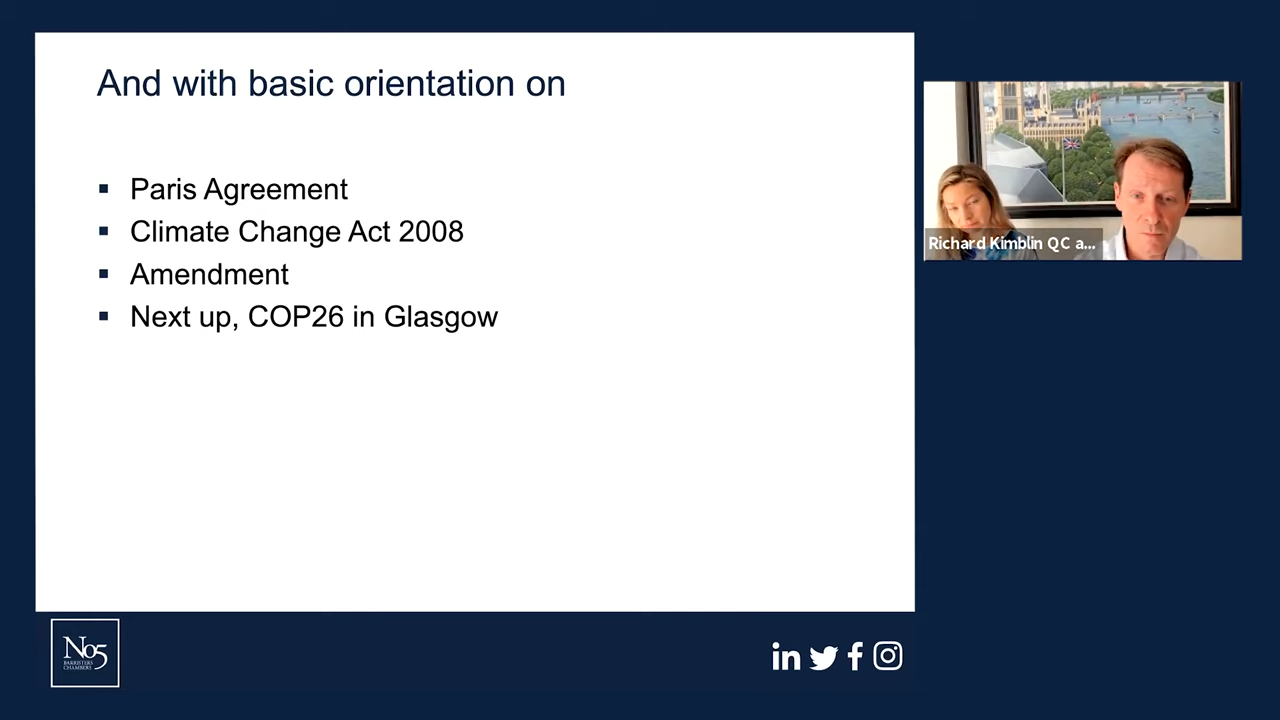 And with basic orientation on
Paris Agreement
Climate Change Act 2008
Amendment
Next up, COP26 in Glasgow
Richard Kimblin QC a...
No5
BARRISTERS
CHAMBERS
in